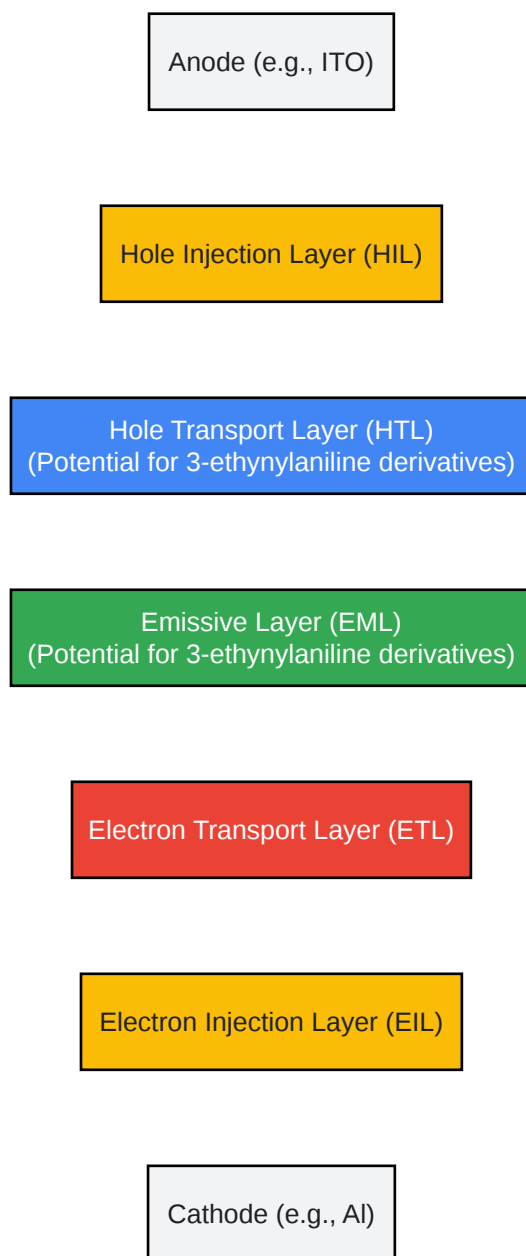 Anode (e.g., ITO)
Hole Injection Layer (HIL)
Hole Transport Layer (HTL)
(Potential for 3-ethynylaniline derivatives)
Emissive Layer (EML)
(Potential for 3-ethynylaniline derivatives)
Electron Transport Layer (ETL)
Electron Injection Layer (EIL)
Cathode (e.g., Al)